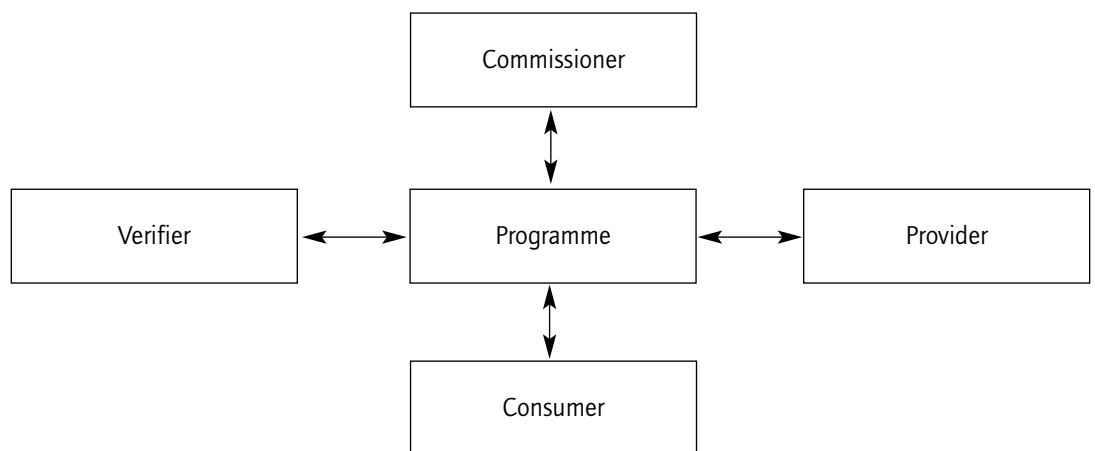 Commissioner
Verifier
Programme
Provider
Consumer